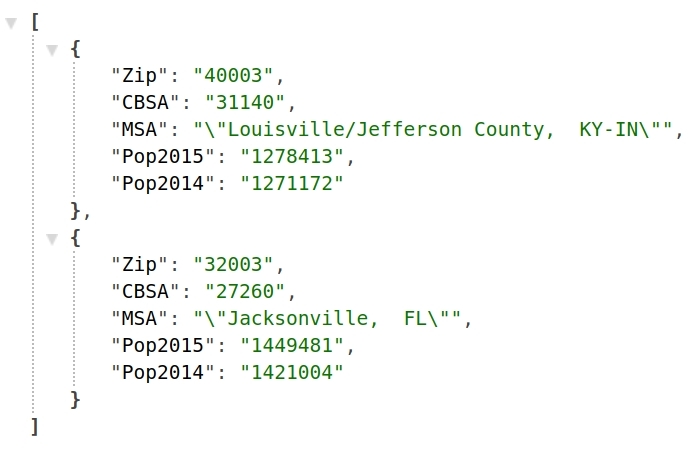 [
{
"Zip": "40003",
"CBSA": "31140",
"MSA": "\"Louisville/Jefferson County,  KY-IN\"",
"Pop2015": "1278413",
"Pop2014": "1271172"
},
{
"Zip": "32003",
"CBSA": "27260",
"MSA": "\"Jacksonville,  FL\"",
"Pop2015": "1449481",
"Pop2014": "1421004"
}
]